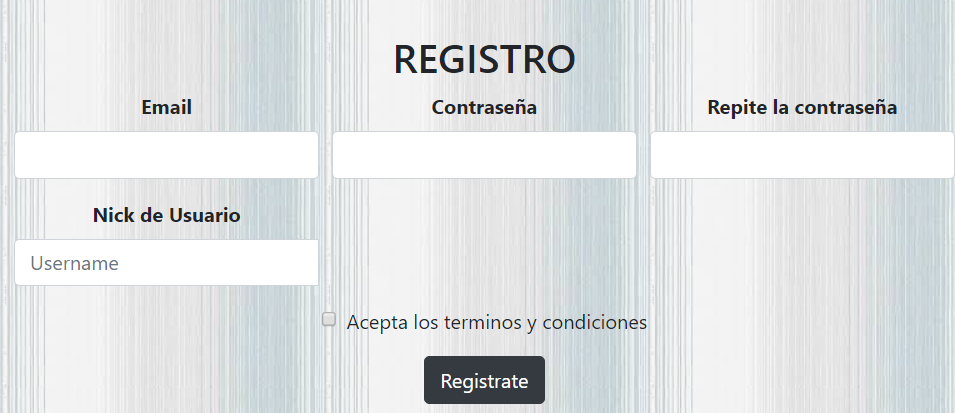 REGISTRO
Email Contraseña Repite la contraseña
Nick de Usuario
Username
Acepta los terminos y condiciones
Registrate